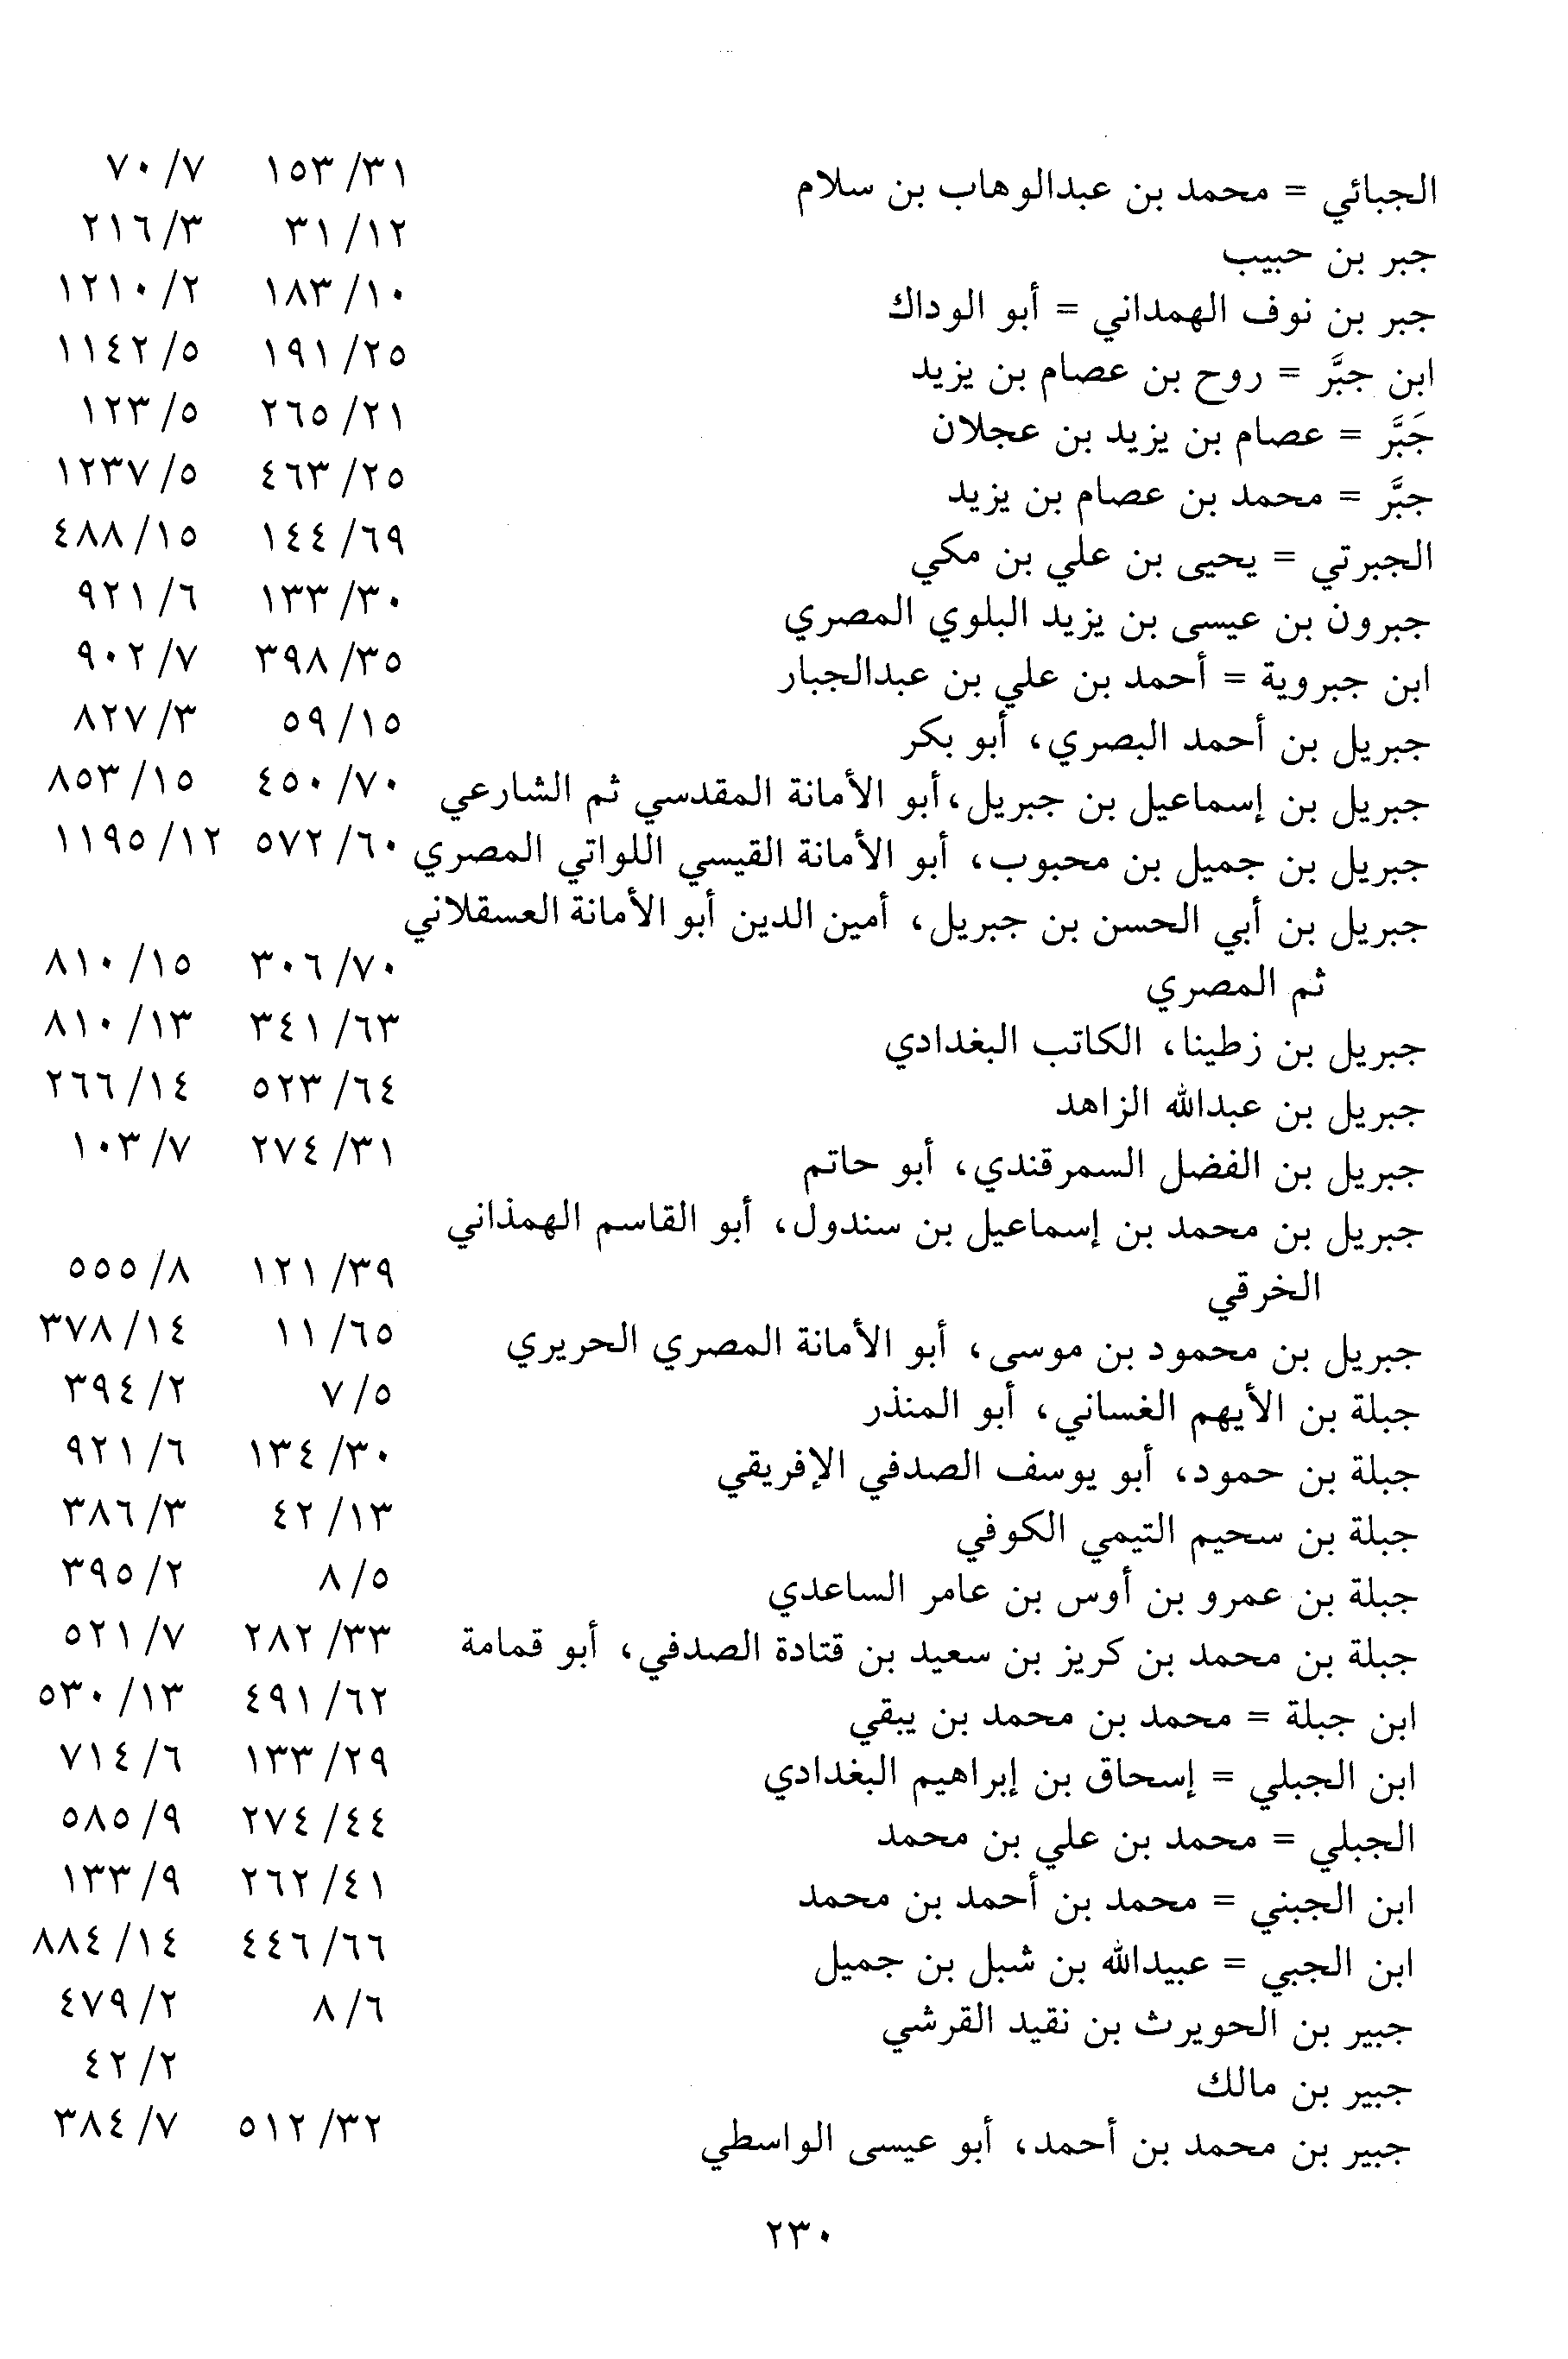 الجبائي = محمد بن عبدالوهاب بن سلام ٣١/ ١٥٣ ٧/ ٧٠
جبر بن حبيب ١٢/ ٣١ ٣/ ٢١٦
جبر بن نوف الهمداني = أبو الوداك ١٠/ ١٨٣ ٢/ ١٢١٠
ابن جبَّر = روح بن عصام بن يزيد ٢٥/ ١٩١ ٥/ ١١٤٢
جَبَّر = عصام بن يزيد بن عجلان ٢١/ ٢٦٥ ٥/ ١٢٣
جبَّر = محمد بن عصام بن يزيد ٢٥/ ٤٦٣ ٥/ ١٢٣٧
الجبرتي = يحيى بن علي بن مكي ٦٩/ ١٤٤ ١٥/ ٤٨٨
جبرون بن عيسى بن يزيد البلوي المصري ٣٠/ ١٣٣ ٦/ ٩٢١
ابن جبروية = أحمد بن علي بن عبدالجبار ٣٥/ ٣٩٨ ٧/ ٩٠٢
جبريل بن أحمد البصري، أبو بكر ١٥/ ٥٩ ٣/ ٨٢٧
جبريل بن إسماعيل بن جبريل، أبو الأمانة المقدسي ثم الشارعي ٧٠/ ٤٥٠ ١٥/ ٨٥٣
جبريل بن جميل بن محبوب، أبو الأمانة القيسي اللواتي المصري ٦٠/ ٥٧٢ ١٢/ ١١٩٥
جبريل بن أبي الحسن بن جبريل، أمين الدين أبو الأمانة العسقلاني
ثم المصري ٧٠/ ٣٠٦ ١٥/ ٨١٠
جبريل بن زطينا، الكاتب البغدادي ٦٣/ ٣٤١ ١٣/ ٨١٠
جبريل بن عبدالله الزاهد ٦٤/ ٥٢٣ ١٤/ ٢٦٦
جبريل بن الفضل السمرقندي، أبو حاتم ٣١/ ٢٧٤ ٧/ ١٠٣
جبريل بن محمد بن إسماعيل بن سندول، أبو القاسم الهمذاني
الخرقي ٣٩/ ١٢١ ٨/ ٥٥٥
جبريل بن محمود بن موسى، أبو الأمانة المصري الحريري ٦٥/ ١١ ١٤/ ٣٧٨
جبلة بن الأيهم الغساني، أبو المنذر ٥/ ٧ ٢/ ٣٩٤
جبلة بن حمود، أبو يوسف الصدفي الإفريقي ٣٠/ ١٣٤ ٦/ ٩٢١
جبلة بن سحيم التيمي الكوفي ١٣/ ٤٢ ٣/ ٣٨٦
جبلة بن عمرو بن أوس بن عامر الساعدي ٥/ ٨ ٢/ ٣٩٥
جبلة بن محمد بن كريز بن سعيد بن قتادة الصدفي، أبو قمامة ٣٣/ ٢٨٢ ٧/ ٥٢١
ابن جبلة = محمد بن محمد بن يبقي ٦٢/ ٤٩١ ١٣/ ٥٣٠
ابن الجبلي = إسحاق بن إبراهيم البغدادي ٢٩/ ١٣٣ ٦/ ٧١٤
الجبلي = محمد بن علي بن محمد ٤٤/ ٢٧٤ ٩/ ٥٨٥
ابن الجبني = محمد بن أحمد بن محمد ٤١/ ٢٦٢ ٩/ ١٣٣
ابن الجبي = عبيدالله بن شبل بن جميل ٦٦/ ٤٤٦ ١٤/ ٨٨٤
جبير بن الحويرث بن نقيد القرشي ٦/ ٨ ٢/ ٤٧٩
جبير بن مالك ٢/ ٤٢
جبير بن محمد بن أحمد، أبو عيسى الواسطي ٣٢/ ٥١٢ ٧/ ٣٨٤
٢٣٠